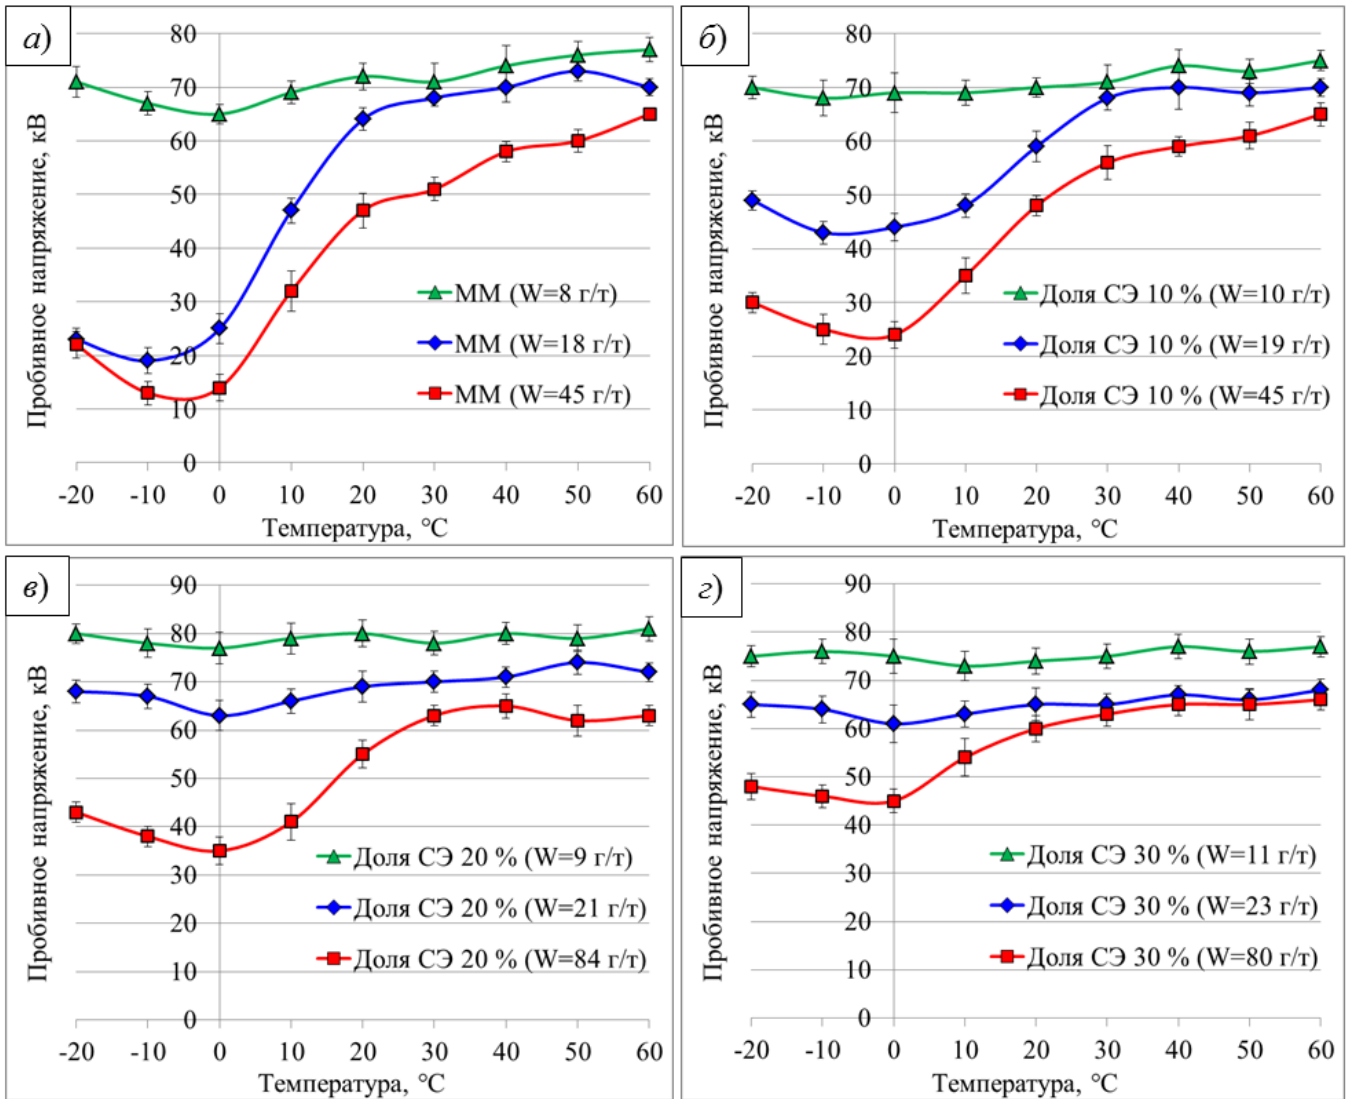 а)
Пробивное напряжение, кВ
80
70
60
50
40
30
20
10
0
-20 -10 0 10 20 30 40 50 60
Температура, °С
ММ (W=8 г/т)
ММ (W=18 г/т)
ММ (W=45 г/т)
б)
Пробивное напряжение, кВ
80
70
60
50
40
30
20
10
0
-20 -10 0 10 20 30 40 50 60
Температура, °С
Доля СЭ 10 % (W=10 г/т)
Доля СЭ 10 % (W=19 г/т)
Доля СЭ 10 % (W=45 г/т)
в)
Пробивное напряжение, кВ
90
80
70
60
50
40
30
20
10
0
-20 -10 0 10 20 30 40 50 60
Температура, °С
Доля СЭ 20 % (W=9 г/т)
Доля СЭ 20 % (W=21 г/т)
Доля СЭ 20 % (W=84 г/т)
г)
Пробивное напряжение, кВ
90
80
70
60
50
40
30
20
10
0
-20 -10 0 10 20 30 40 50 60
Температура, °С
Доля СЭ 30 % (W=11 г/т)
Доля СЭ 30 % (W=23 г/т)
Доля СЭ 30 % (W=80 г/т)